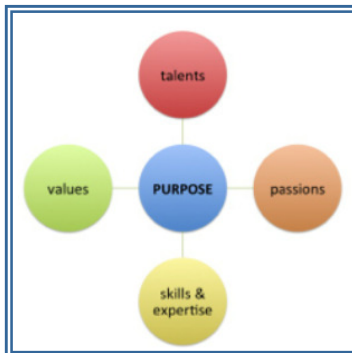 talents
values
PURPOSE
passions
skills &
expertise